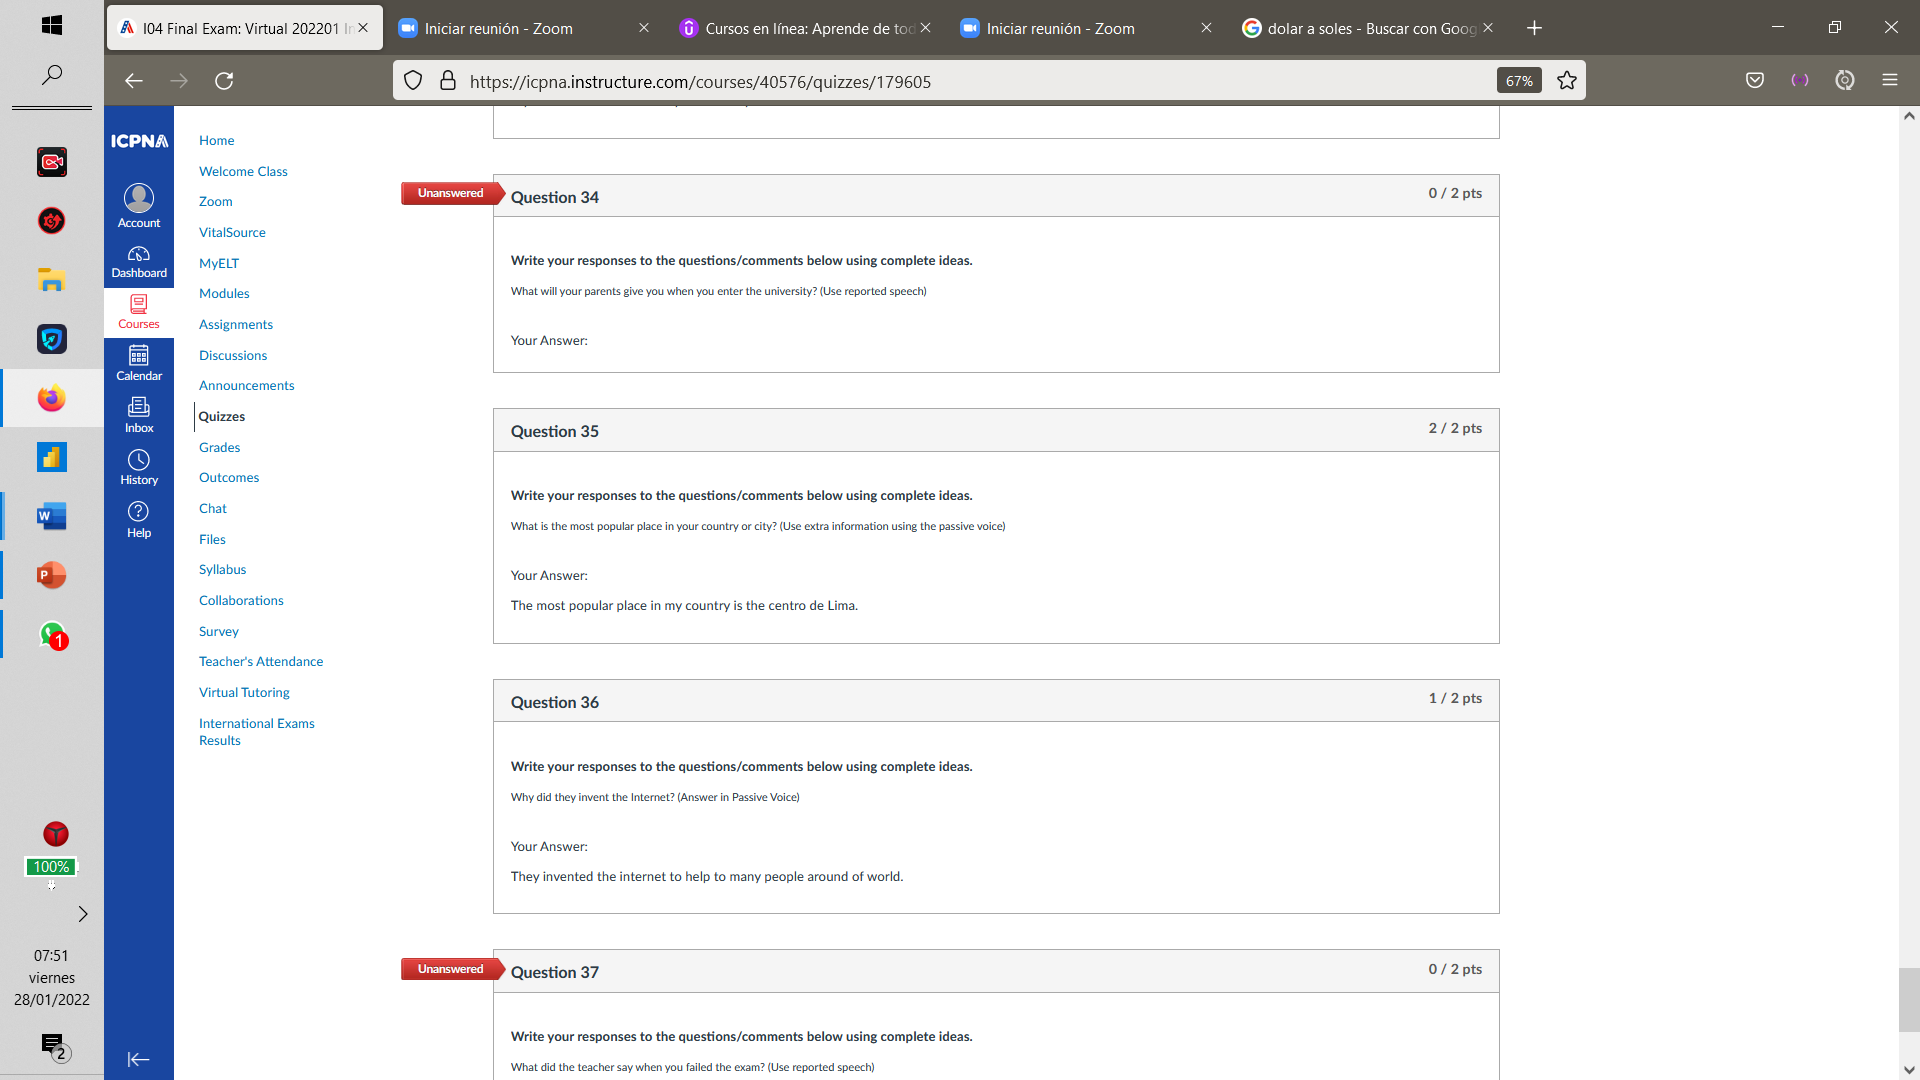 I04 Final Exam: Virtual 202201 In
Iniciar reunión - Zoom
Cursos en línea: Aprende de tod
Iniciar reunión - Zoom
dolar a soles - Buscar con Goog
https://icpna.instructure.com/courses/40576/quizzes/179605
67%
ICPNA
Account
Dashboard
Courses
Calendar
Inbox
History
Help
Home
Welcome Class
Zoom
VitalSource
MyELT
Modules
Assignments
Discussions
Announcements
Quizzes
Grades
Outcomes
Chat
Files
Syllabus
Collaborations
Survey
Teacher's Attendance
Virtual Tutoring
International Exams
Results
Unanswered
Question 34
0 / 2 pts
Write your responses to the questions/comments below using complete ideas.
What will your parents give you when you enter the university? (Use reported speech)
Your Answer:
Question 35
2 / 2 pts
Write your responses to the questions/comments below using complete ideas.
What is the most popular place in your country or city? (Use extra information using the passive voice)
Your Answer:
The most popular place in my country is the centro de Lima.
Question 36
1 / 2 pts
Write your responses to the questions/comments below using complete ideas.
Why did they invent the Internet? (Answer in Passive Voice)
Your Answer:
They invented the internet to help to many people around of world.
Unanswered
Question 37
0 / 2 pts
Write your responses to the questions/comments below using complete ideas.
What did the teacher say when you failed the exam? (Use reported speech)
W
P
1
100%
07:51
viernes
28/01/2022
2